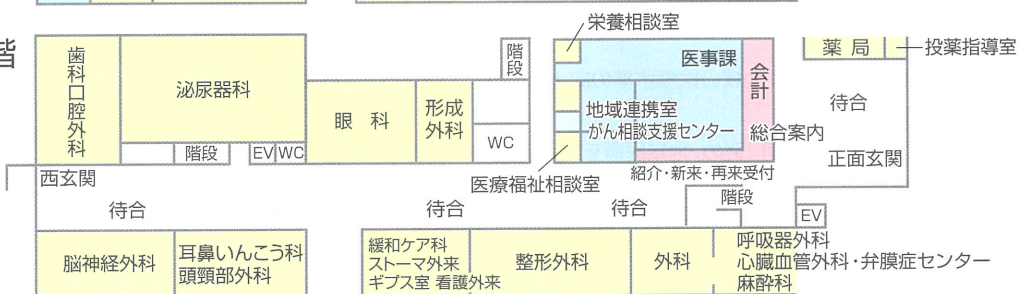 階
歯科口腔外科
泌尿器科
階段
EV
WC
眼 科
形成
外科
階段
WC
栄養相談室
医事課
会計
地域連携室
がん相談支援センター
総合案内
医療福祉相談室
紹介・新来・再来受付
薬 局
投薬指導室
待合
正面玄関
西玄関
待合
待合
待合
階段
EV
脳神経外科
耳鼻いんこう科
頭頸部外科
緩和ケア科
ストーマ外来
ギプス室 看護外来
整形外科
外科
呼吸器外科
心臓血管外科・弁膜症センター
麻酔科